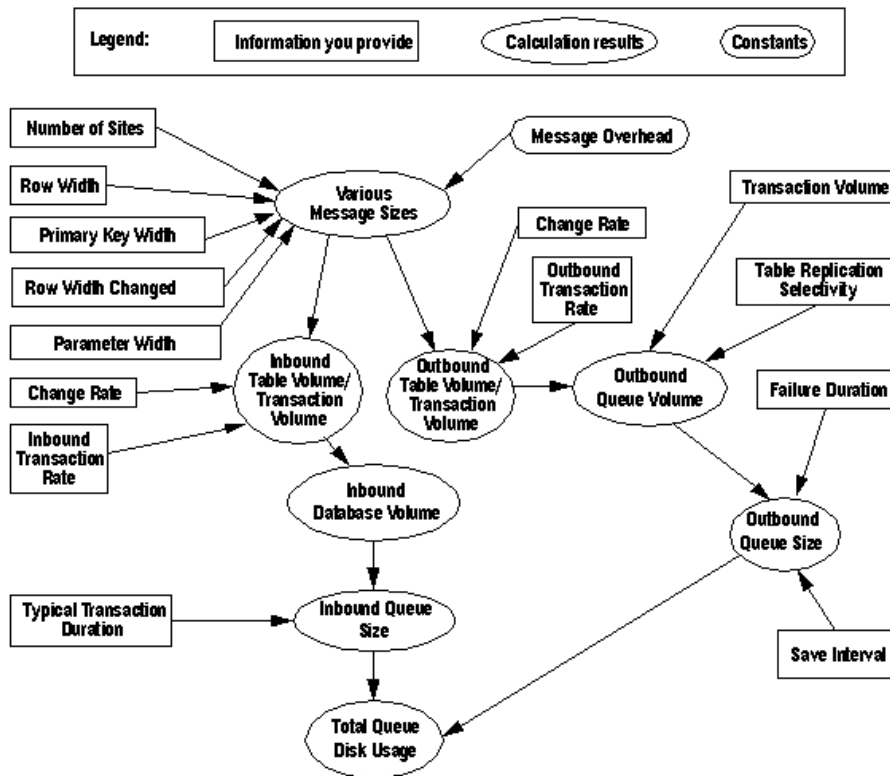 Legend:
Information you provide
Calculation results
Constants
Number of Sites
Message Overhead
Row Width
Various
Message Sizes
Transaction Volume
Primary Key Width
Change Rate
Row Width Changed
Outbound
Transaction
Rate
Table Replication
Selectivity
Parameter Width
Inbound
Table Volume/
Transaction
Volume
Outbound
Table Volume/
Transaction
Volume
Outbound
Queue Volume
Change Rate
Failure Duration
Inbound
Transaction
Rate
Inbound
Database Volume
Outbound
Queue Size
Typical Transaction
Duration
Inbound Queue
Size
Save Interval
Total Queue
Disk Usage